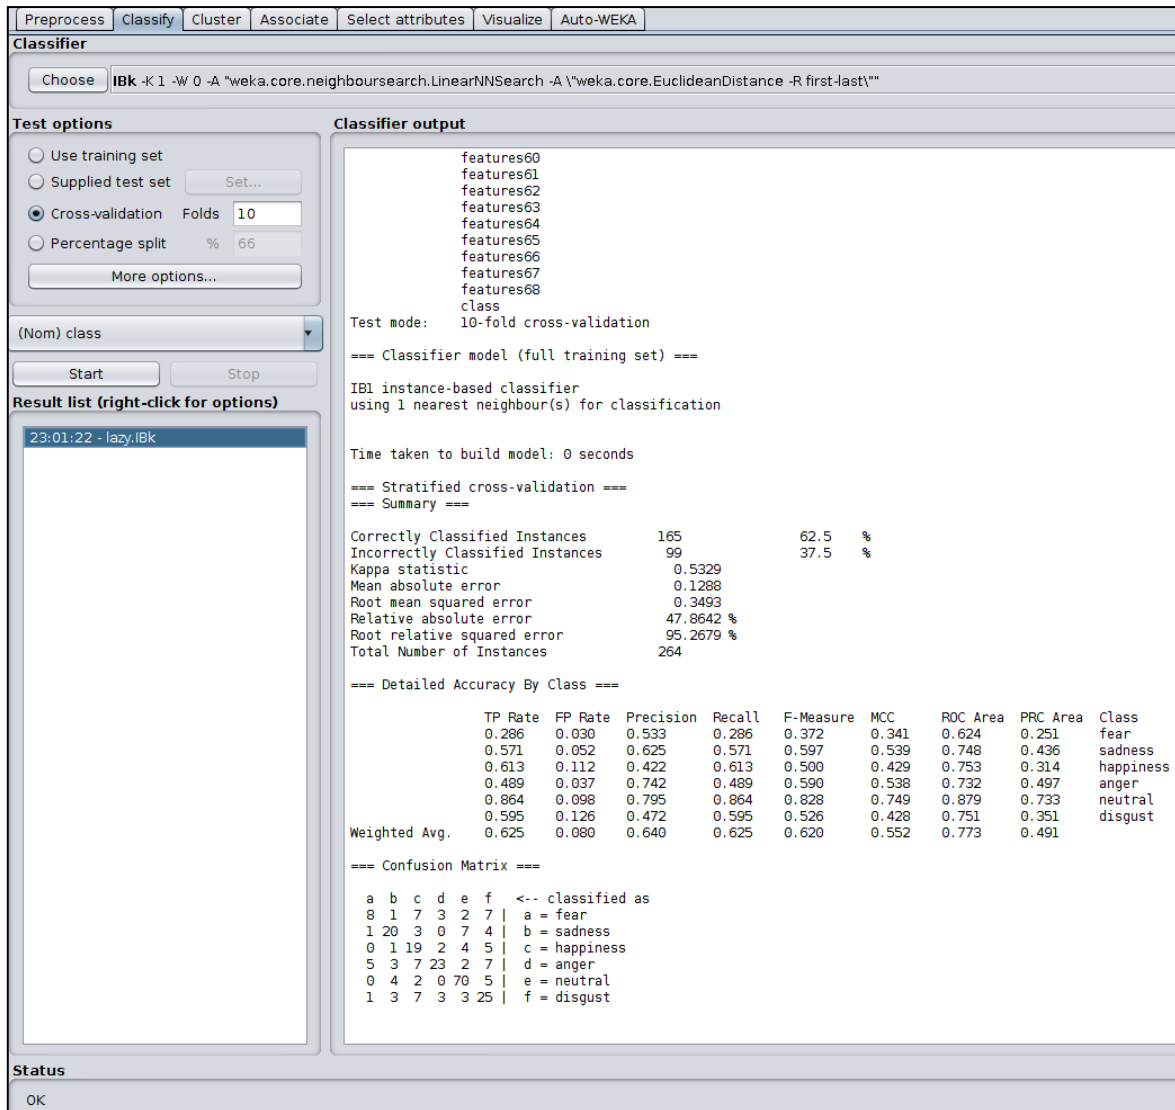 Preprocess Classify Cluster Associate Select attributes Visualize Auto-WEKA
Classifier
Choose IBk -K 1 -W 0 -A "weka.core.neighboursearch.LinearNNSearch -A \"weka.core.EuclideanDistance -R first-last\""
Test options
Use training set
Supplied test set Set...
Cross-validation Folds 10
Percentage split % 66
More options...
(Nom) class
Start Stop
Result list (right-click for options)
23:01:22 - lazy.IBk
Classifier output
features60
features61
features62
features63
features64
features65
features66
features67
features68
class
Test mode: 10-fold cross-validation
=== Classifier model (full training set) ===
IB1 instance-based classifier
using 1 nearest neighbour(s) for classification
Time taken to build model: 0 seconds
=== Stratified cross-validation ===
=== Summary ===
Correctly Classified Instances 165 62.5 %
Incorrectly Classified Instances 99 37.5 %
Kappa statistic 0.5329
Mean absolute error 0.1288
Root mean squared error 0.3493
Relative absolute error 47.8642 %
Root relative squared error 95.2679 %
Total Number of Instances 264
=== Detailed Accuracy By Class ===
TP Rate FP Rate Precision Recall F-Measure MCC ROC Area PRC Area Class
0.286 0.030 0.533 0.286 0.372 0.341 0.624 0.251 fear
0.571 0.052 0.625 0.571 0.597 0.539 0.748 0.436 sadness
0.613 0.112 0.422 0.613 0.500 0.429 0.753 0.314 happiness
0.489 0.037 0.742 0.489 0.590 0.538 0.732 0.497 anger
0.864 0.098 0.795 0.864 0.828 0.749 0.879 0.733 neutral
0.595 0.126 0.472 0.595 0.526 0.428 0.751 0.351 disgust
Weighted Avg. 0.625 0.080 0.640 0.625 0.620 0.552 0.773 0.491
=== Confusion Matrix ===
a b c d e f <-- classified as
8 1 7 3 2 7 | a = fear
1 20 3 0 7 4 | b = sadness
0 1 19 2 4 5 | c = happiness
5 3 7 23 2 7 | d = anger
0 4 2 0 70 5 | e = neutral
1 3 7 3 3 25 | f = disgust
Status
OK